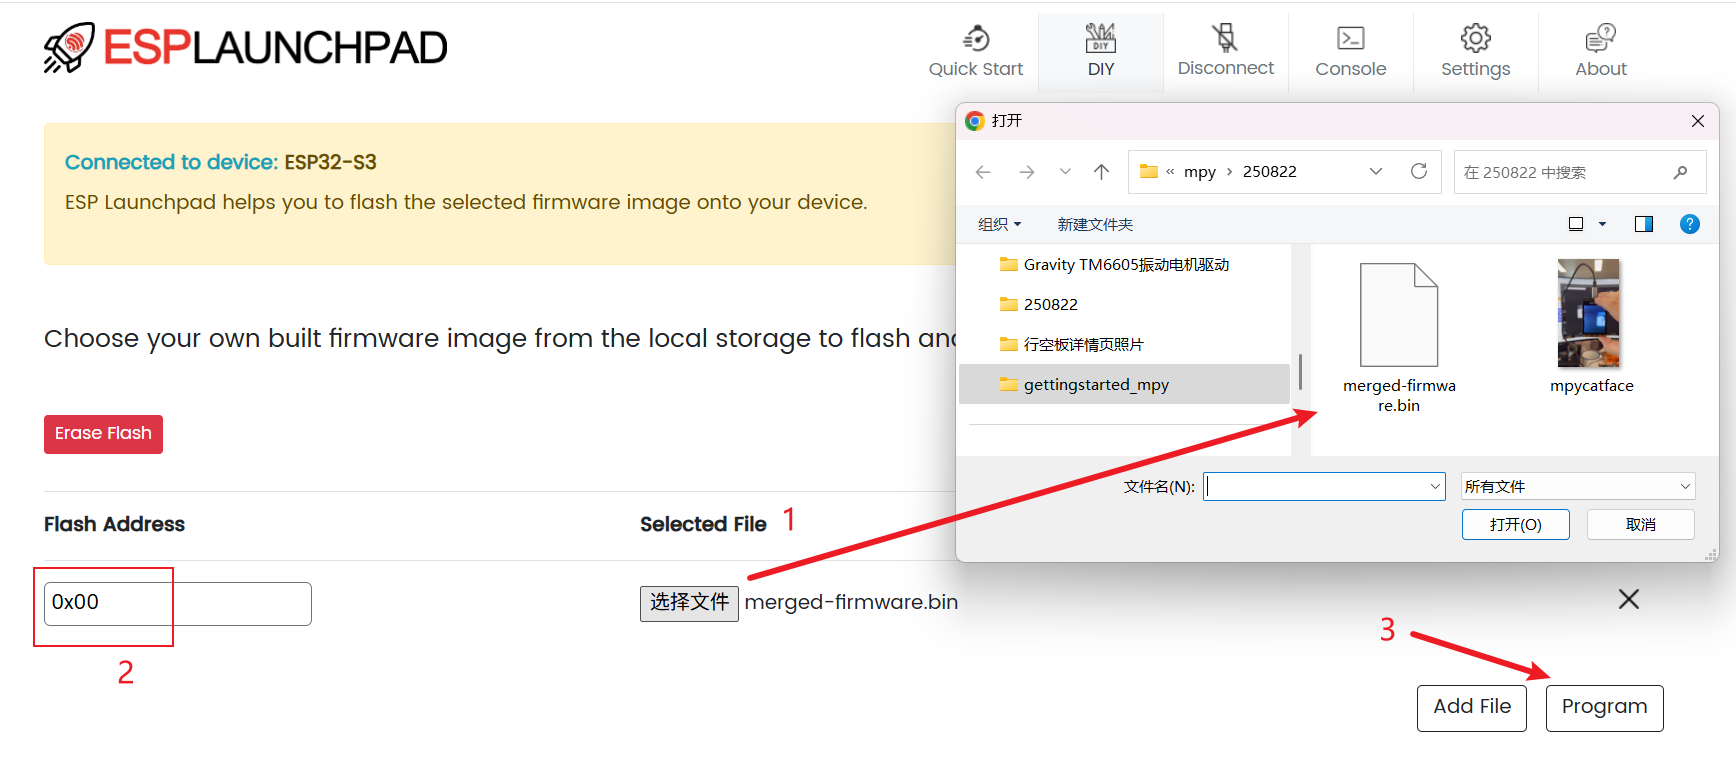 ESPLAUNCHPAD
Quick Start
DIY
DIY
Disconnect
Console
Settings
About
Connected to device: ESP32-S3
ESP Launchpad helps you to flash the selected firmware image onto your device.
Choose your own built firmware image from the local storage to flash and
Erase Flash
Flash Address
Selected File
1
0x00
选择文件 merged-firmware.bin
2
3
Add File
Program
打开
« mpy › 250822
在 250822 中搜索
组织
新建文件夹
Gravity TM6605振动电机驱动
250822
行空板详情页照片
gettingstarted_mpy
merged-firmwa
re.bin
mpycatface
文件名(N):
所有文件
打开(O)
取消